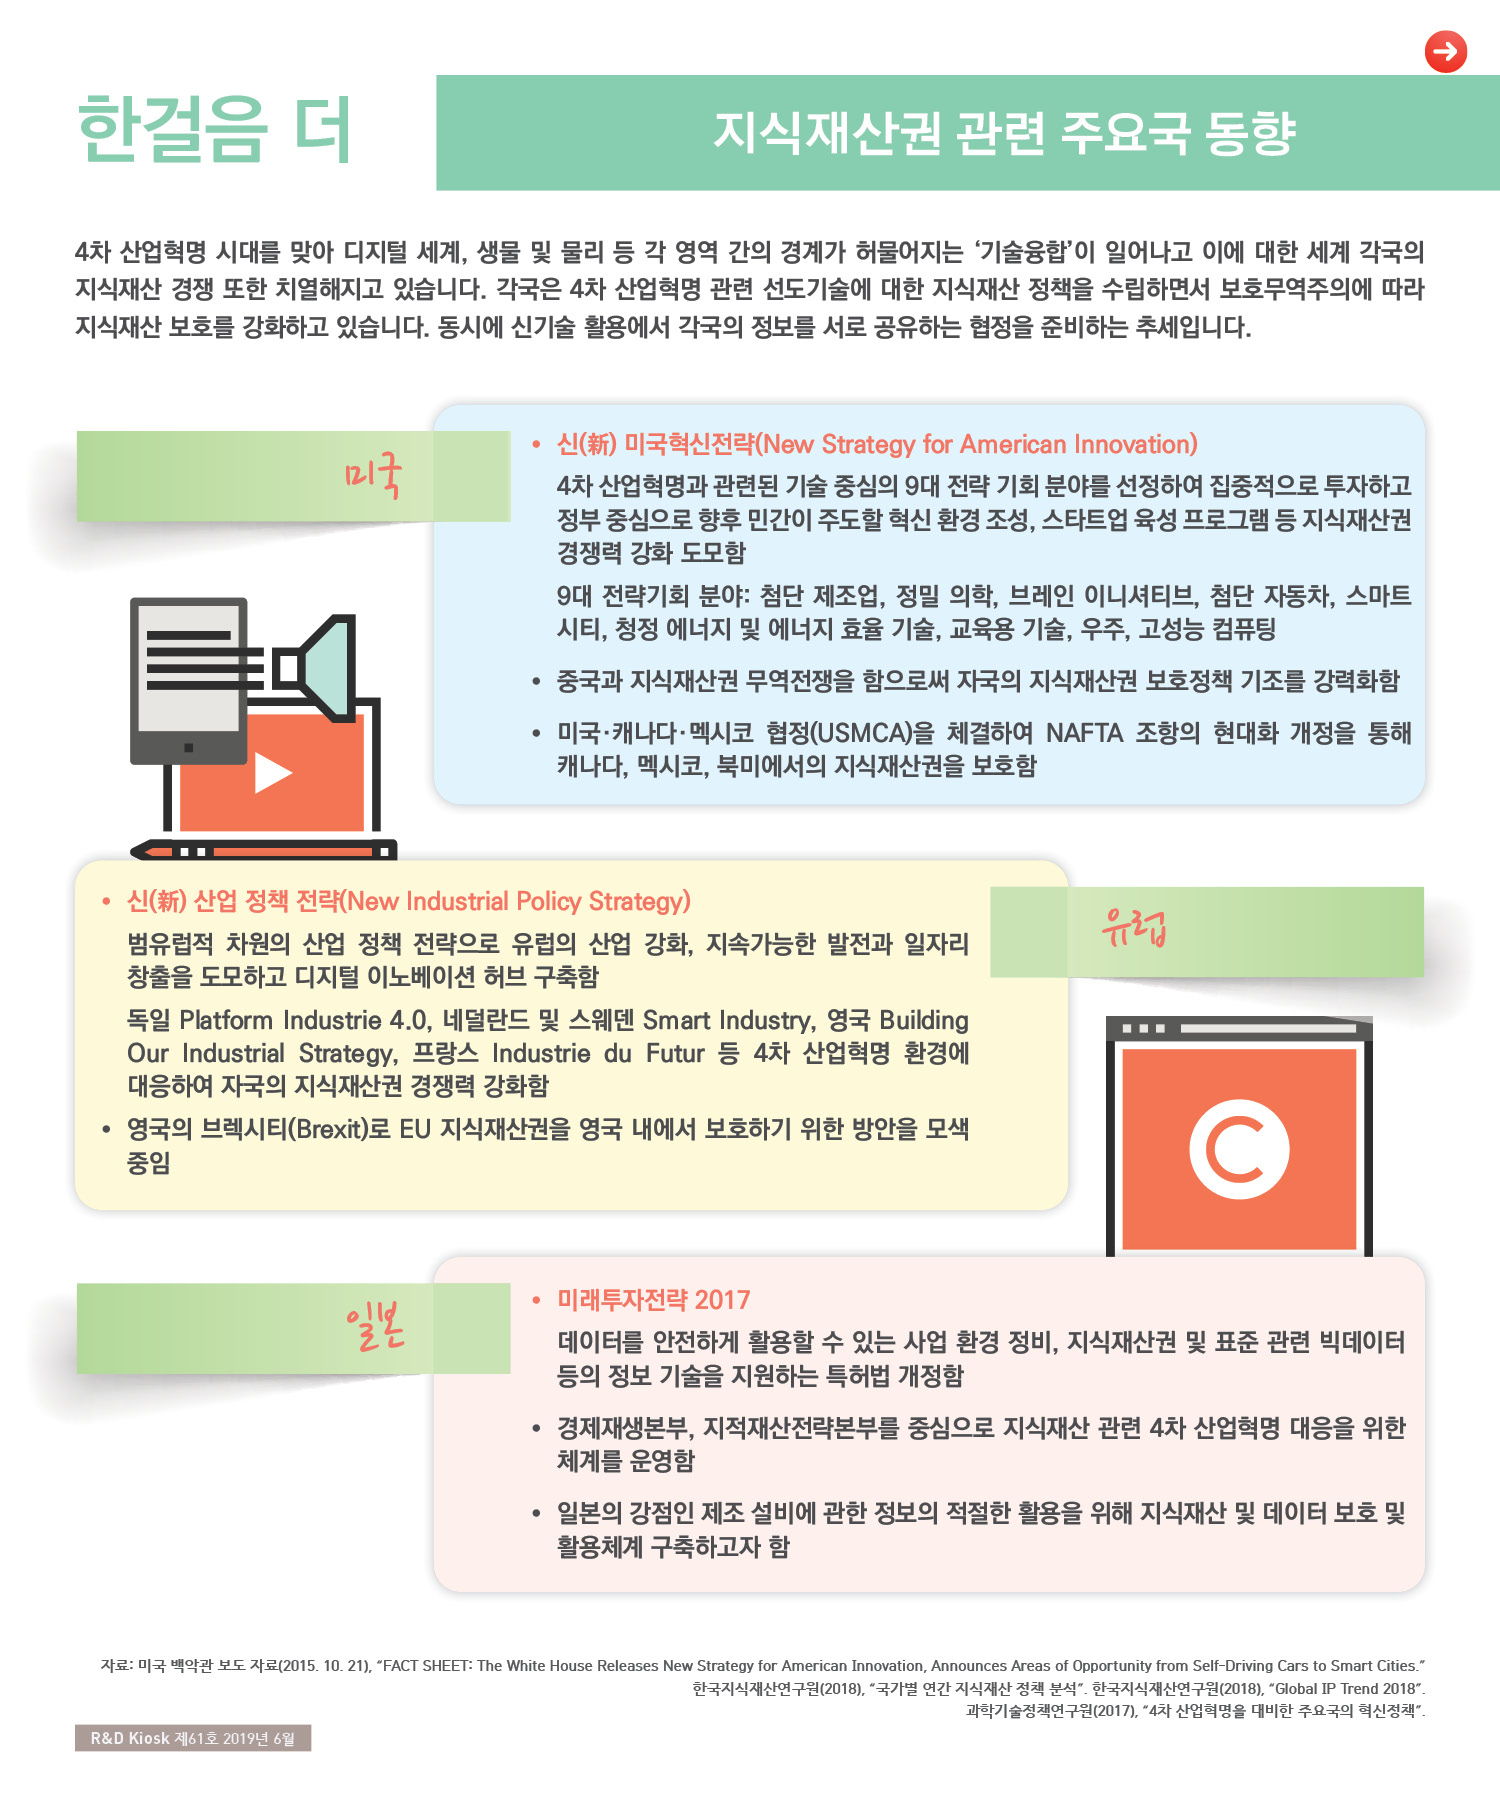 한걸음 더
지식재산권 관련 주요국 동향
4차 산업혁명 시대를 맞아 디지털 세계, 생물 및 물리 등 각 영역 간의 경계가 허물어지는 ‘기술융합’이 일어나고 이에 대한 세계 각국의
지식재산 경쟁 또한 치열해지고 있습니다. 각국은 4차 산업혁명 관련 선도기술에 대한 지식재산 정책을 수립하면서 보호무역주의에 따라
지식재산 보호를 강화하고 있습니다. 동시에 신기술 활용에서 각국의 정보를 서로 공유하는 협정을 준비하는 추세입니다.
미국
• 신(新) 미국혁신전략(New Strategy for American Innovation)
4차 산업혁명과 관련된 기술 중심의 9대 전략 기회 분야를 선정하여 집중적으로 투자하고
정부 중심으로 향후 민간이 주도할 혁신 환경 조성, 스타트업 육성 프로그램 등 지식재산권
경쟁력 강화 도모함
9대 전략기회 분야: 첨단 제조업, 정밀 의학, 브레인 이니셔티브, 첨단 자동차, 스마트
시티, 청정 에너지 및 에너지 효율 기술, 교육용 기술, 우주, 고성능 컴퓨팅
• 중국과 지식재산권 무역전쟁을 함으로써 자국의 지식재산권 보호정책 기조를 강력화함
• 미국·캐나다·멕시코 협정(USMCA)을 체결하여 NAFTA 조항의 현대화 개정을 통해
캐나다, 멕시코, 북미에서의 지식재산권을 보호함
유럽
• 신(新) 산업 정책 전략(New Industrial Policy Strategy)
범유럽적 차원의 산업 정책 전략으로 유럽의 산업 강화, 지속가능한 발전과 일자리
창출을 도모하고 디지털 이노베이션 허브 구축함
독일 Platform Industrie 4.0, 네덜란드 및 스웨덴 Smart Industry, 영국 Building
Our Industrial Strategy, 프랑스 Industrie du Futur 등 4차 산업혁명 환경에
대응하여 자국의 지식재산권 경쟁력 강화함
• 영국의 브렉시티(Brexit)로 EU 지식재산권을 영국 내에서 보호하기 위한 방안을 모색
중임
C
일본
• 미래투자전략 2017
데이터를 안전하게 활용할 수 있는 사업 환경 정비, 지식재산권 및 표준 관련 빅데이터
등의 정보 기술을 지원하는 특허법 개정함
• 경제재생본부, 지적재산전략본부를 중심으로 지식재산 관련 4차 산업혁명 대응을 위한
체계를 운영함
• 일본의 강점인 제조 설비에 관한 정보의 적절한 활용을 위해 지식재산 및 데이터 보호 및
활용체계 구축하고자 함
자료: 미국 백악관 보도 자료(2015. 10. 21), “FACT SHEET: The White House Releases New Strategy for American Innovation, Announces Areas of Opportunity from Self-Driving Cars to Smart Cities.”
한국지식재산연구원(2018), “국가별 연간 지식재산 정책 분석”. 한국지식재산연구원(2018), “Global IP Trend 2018”.
과학기술정책연구원(2017), “4차 산업혁명을 대비한 주요국의 혁신정책”.
R&D Kiosk 제61호 2019년 6월